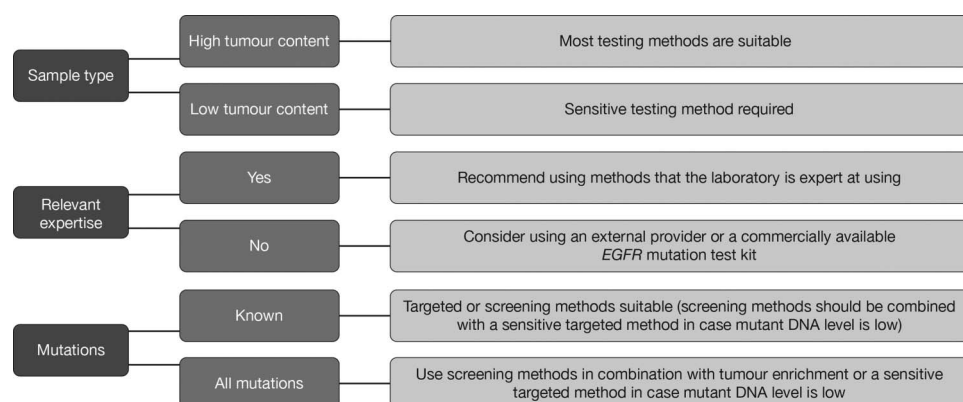 Sample type
High tumour content
Most testing methods are suitable
Low tumour content
Sensitive testing method required
Relevant
expertise
Yes
Recommend using methods that the laboratory is expert at using
No
Consider using an external provider or a commercially available
EGFR mutation test kit
Mutations
Known
Targeted or screening methods suitable (screening methods should be combined
with a sensitive targeted method in case mutant DNA level is low)
All mutations
Use screening methods in combination with tumour enrichment or a sensitive
targeted method in case mutant DNA level is low